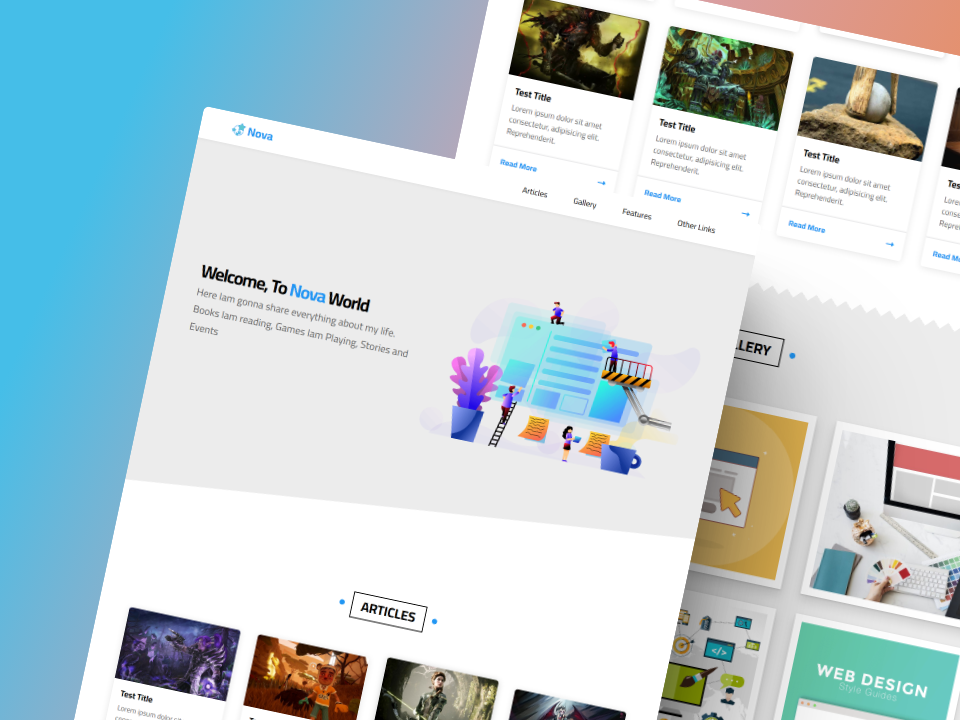 Nova
Articles
Gallery
Features
Other Links
Welcome, To Nova World
Here Iam gonna share everything about my life.
Books Iam reading, Games Iam Playing, Stories and
Events
ARTICLES
Test Title
Lorem ipsum dolor sit amet
Test Title
Lorem ipsum dolor sit amet
consectetur, adipisicing elit.
Reprehenderit.
Read More
Test Title
Lorem ipsum dolor sit amet
consectetur, adipisicing elit.
Reprehenderit.
Read More
Test Title
Lorem ipsum dolor sit amet
consectetur, adipisicing elit.
Reprehenderit.
Read More
Read
LLERY
</>
WEB DESIGN
Style Guides